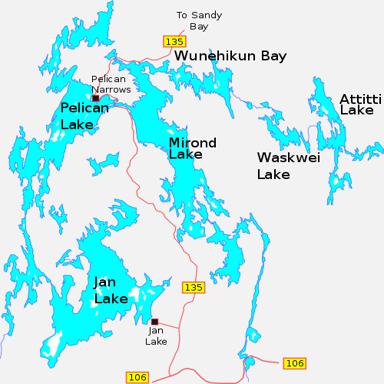 To Sandy
Bay
135
Wunehikun Bay
Pelican
Narrows
Pelican
Lake
Attitti
Lake
Mirond
Lake
Waskwei
Lake
Jan
Lake
135
Jan
Lake
106
106